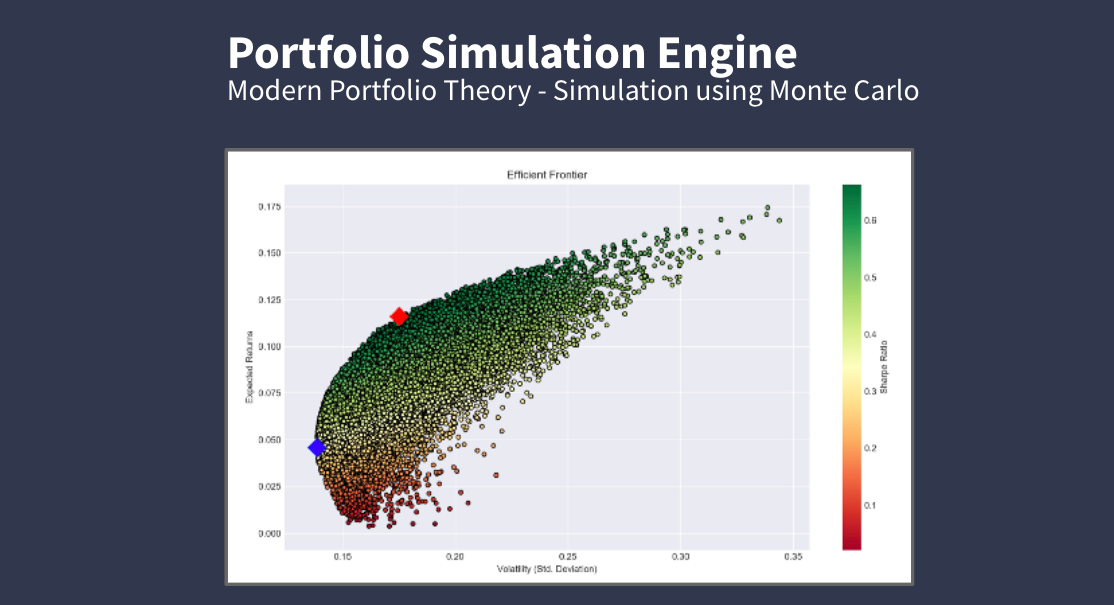 Portfolio Simulation Engine
Modern Portfolio Theory - Simulation using Monte Carlo
Efficient Frontier
0.175
0.150
0.125
0.100
0.075
0.050
0.025
0.000
Expected Returns
0.15 0.20 0.25 0.30 0.35
Volatility (Std. Deviation)
0.6
0.5
0.4
0.3
0.2
0.1
Sharpe Ratio